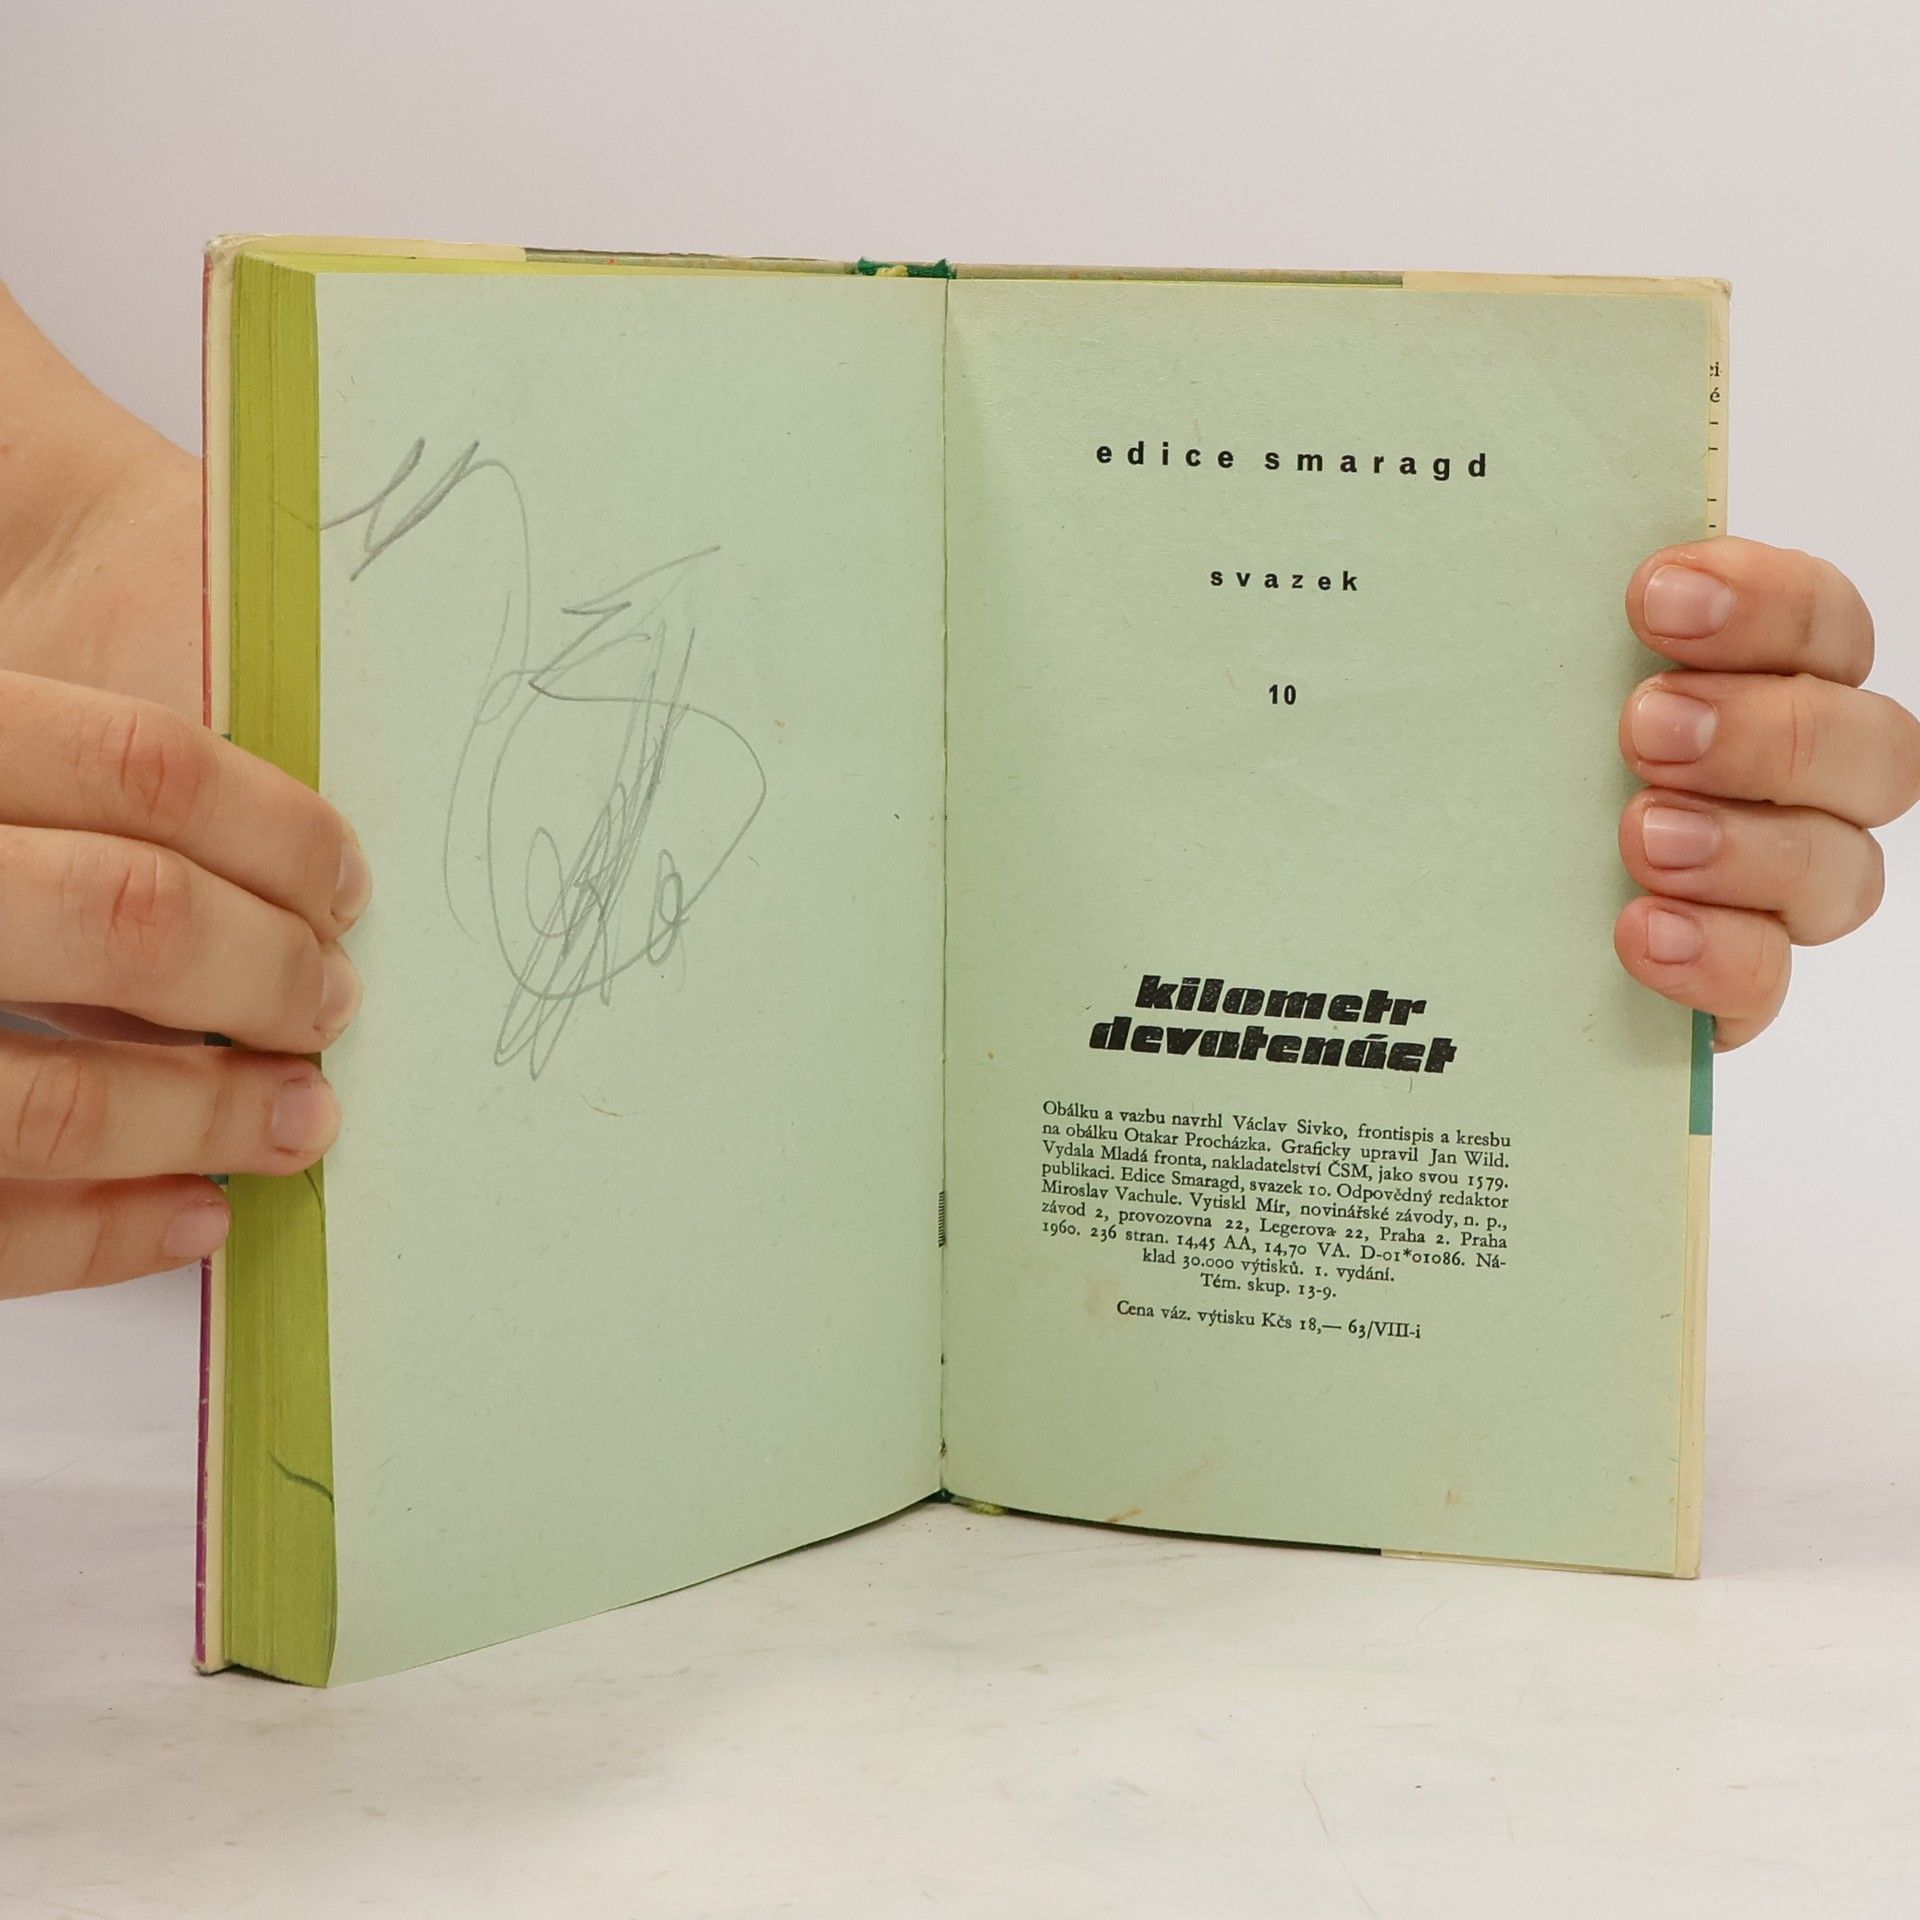 edice smaragd
svazek
10
kilometr
devatenáct
Obálku a vazbu navrhl Václav Sivko, frontispis a kresbu
na obálku Otakar Procházka. Graficky upravil Jan Wild.
Vydala Mladá fronta, nakladatelství ČSM, jako svou 1579.
publikaci. Edice Smaragd, svazek 10. Odpovědný redaktor
Miroslav Vachule. Vytiskl Mír, novinářské závody, n. p.,
závod 2, provozovna 22, Legerova 22, Praha 2. Praha
1960. 236 stran. 14,45 AA, 14,70 VA. D-01*01086. Ná-
klad 30.000 výtisků. 1. vydání.
Tém. skup. 13-9.
Cena váz. výtisku Kčs 18,— 63/VIII-i